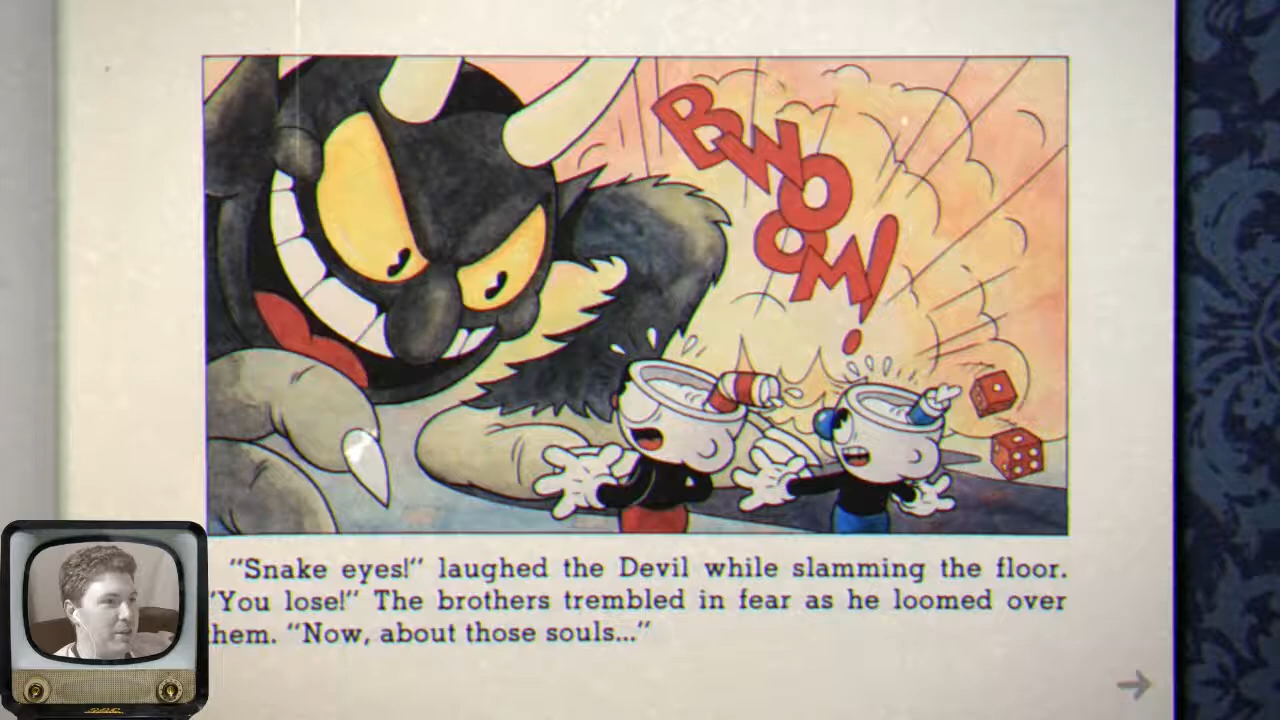 BWOOM!
"Snake eyes!" laughed the Devil while slamming the floor.
"You lose!" The brothers trembled in fear as he loomed over
hem. "Now, about those souls..."